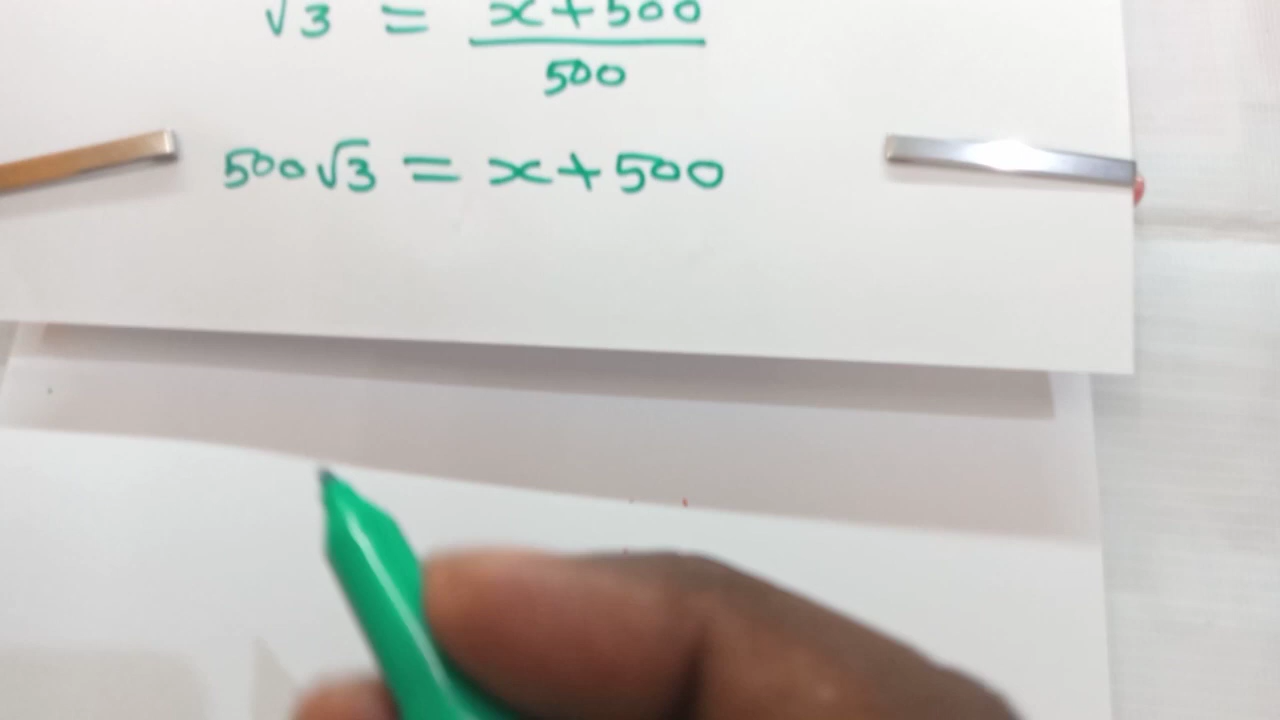 √3 = x+500
500
500√3 = x+500